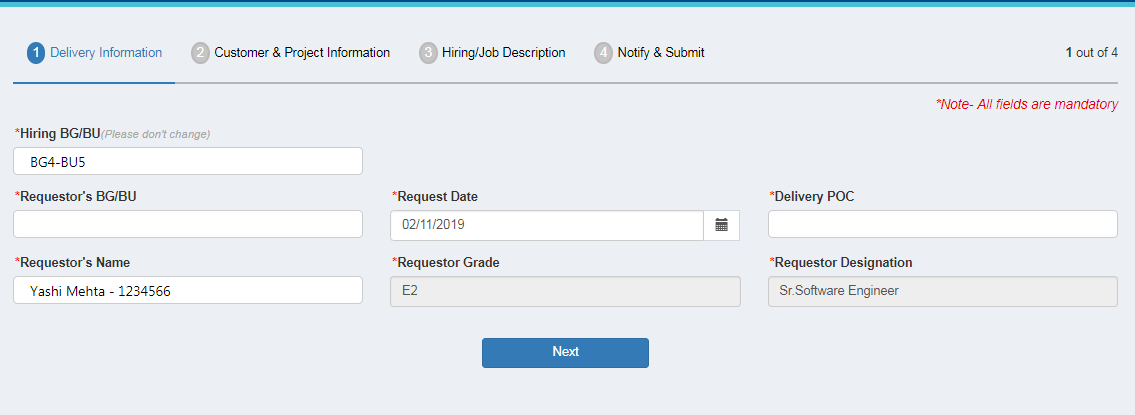 1 Delivery Information 2 Customer & Project Information 3 Hiring/Job Description 4 Notify & Submit 1 out of 4
*Note- All fields are mandatory
*Hiring BG/BU(Please don't change)
BG4-BU5
*Requestor's BG/BU *Request Date *Delivery POC
02/11/2019
*Requestor's Name *Requestor Grade *Requestor Designation
Yashi Mehta - 1234566 E2 Sr.Software Engineer
Next